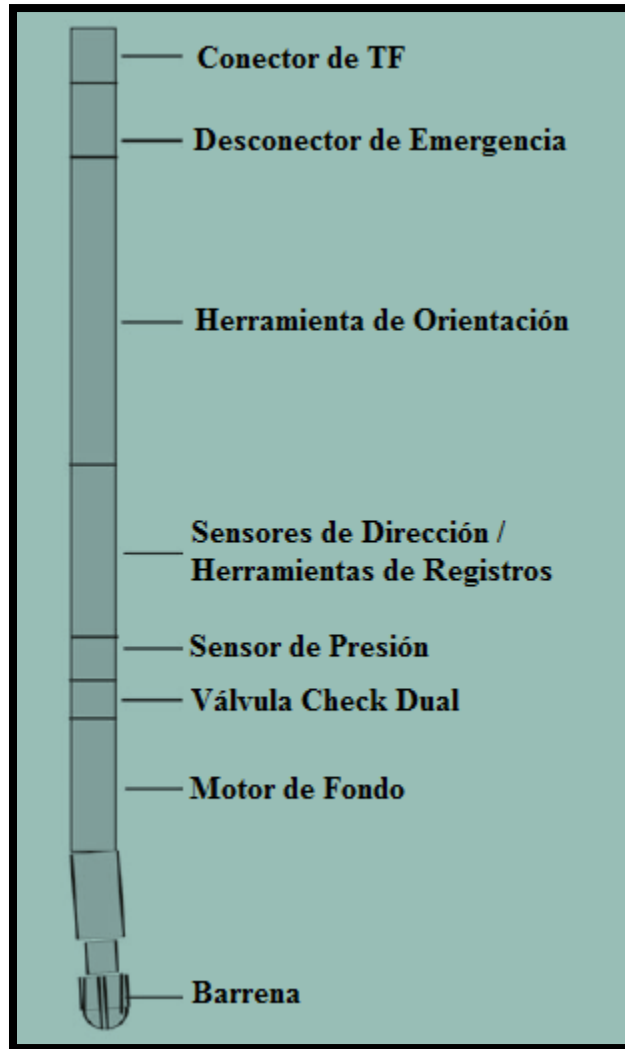 Conector de TF
Desconector de Emergencia
Herramienta de Orientación
Sensores de Dirección /
Herramientas de Registros
Sensor de Presión
Válvula Check Dual
Motor de Fondo
Barrena